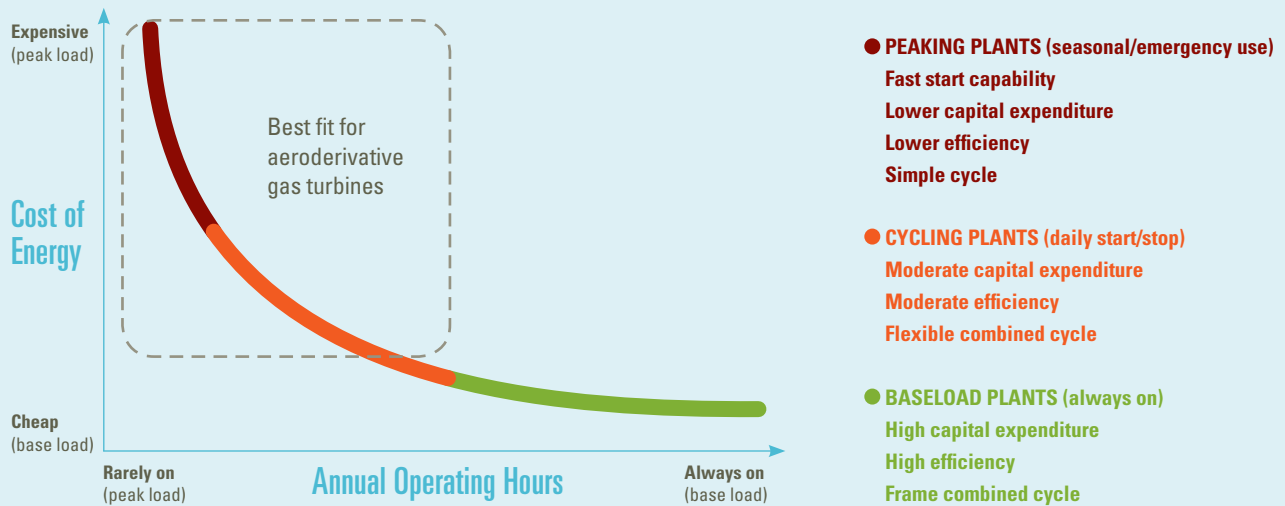 Expensive
(peak load)
Best fit for
aeroderivative
gas turbines
Cost of
Energy
Cheap
(base load)
Rarely on
(peak load)
Annual Operating Hours
Always on
(base load)
PEAKING PLANTS (seasonal/emergency use)
Fast start capability
Lower capital expenditure
Lower efficiency
Simple cycle
CYCLING PLANTS (daily start/stop)
Moderate capital expenditure
Moderate efficiency
Flexible combined cycle
BASELOAD PLANTS (always on)
High capital expenditure
High efficiency
Frame combined cycle